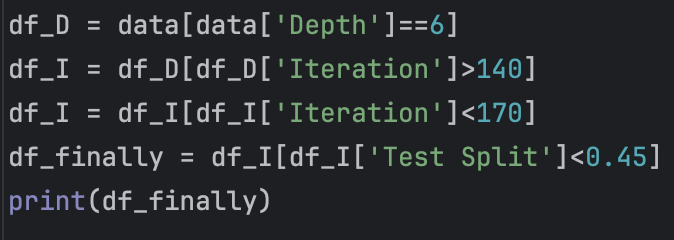 df_D = data[data['Depth']==6]
df_I = df_D[df_D['Iteration']>140]
df_I = df_I[df_I['Iteration']<170]
df_finally = df_I[df_I['Test Split']<0.45]
print(df_finally)